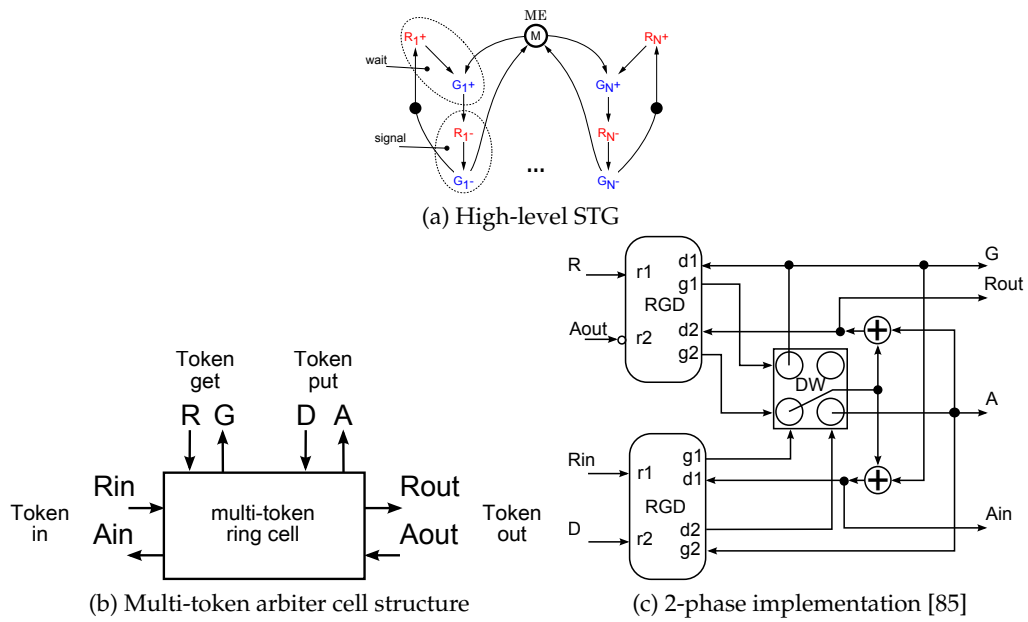 ME
M
R1+
RN+
wait
G1+
GN+
signal
R1-
RN-
G1-
...
GN-
(a) High-level STG
Token get
Token put
R G
D A
Token in
Rin
Ain
multi-token ring cell
Rout
Aout
Token out
(b) Multi-token arbiter cell structure
R
r1
d1
G
g1
Rout
RGD
Aout
r2
d2
g2
DW
A
Rin
r1
g1
d1
RGD
D
r2
d2
g2
Ain
(c) 2-phase implementation [85]